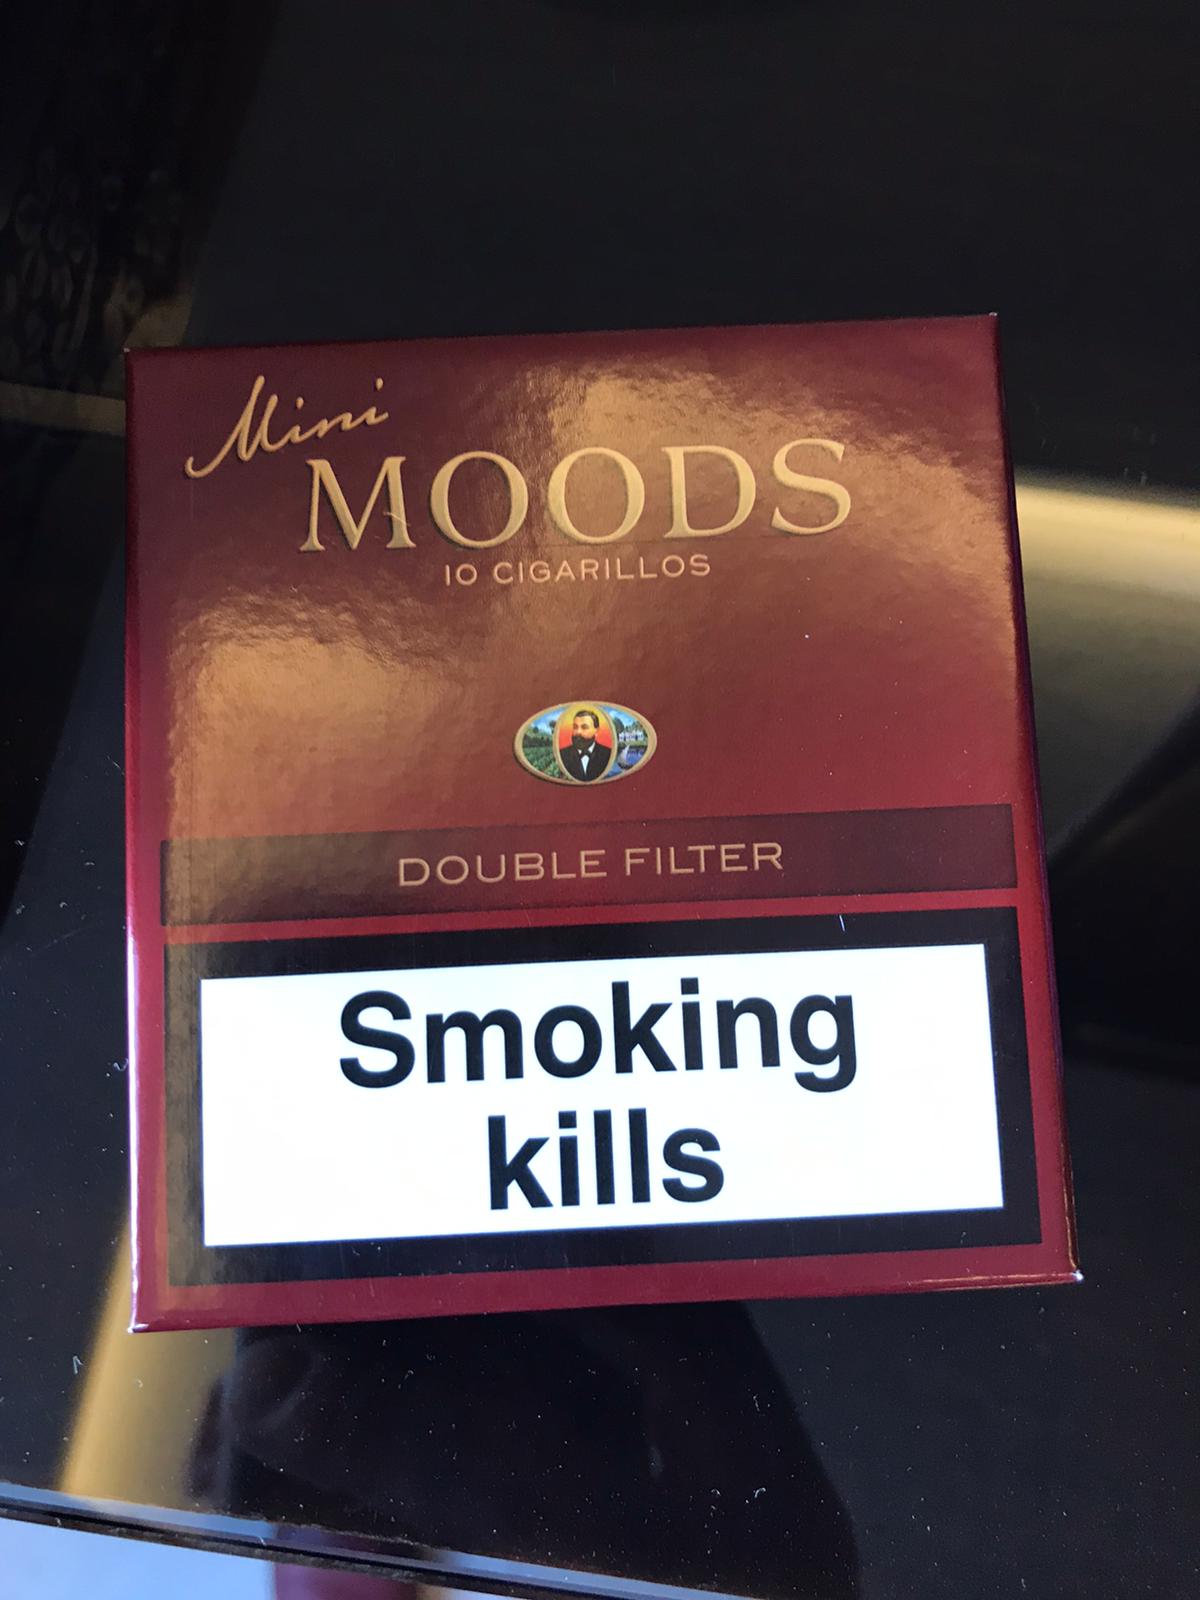 Mini
MOODS
10 CIGARILLOS
DOUBLE FILTER
Smoking
kills